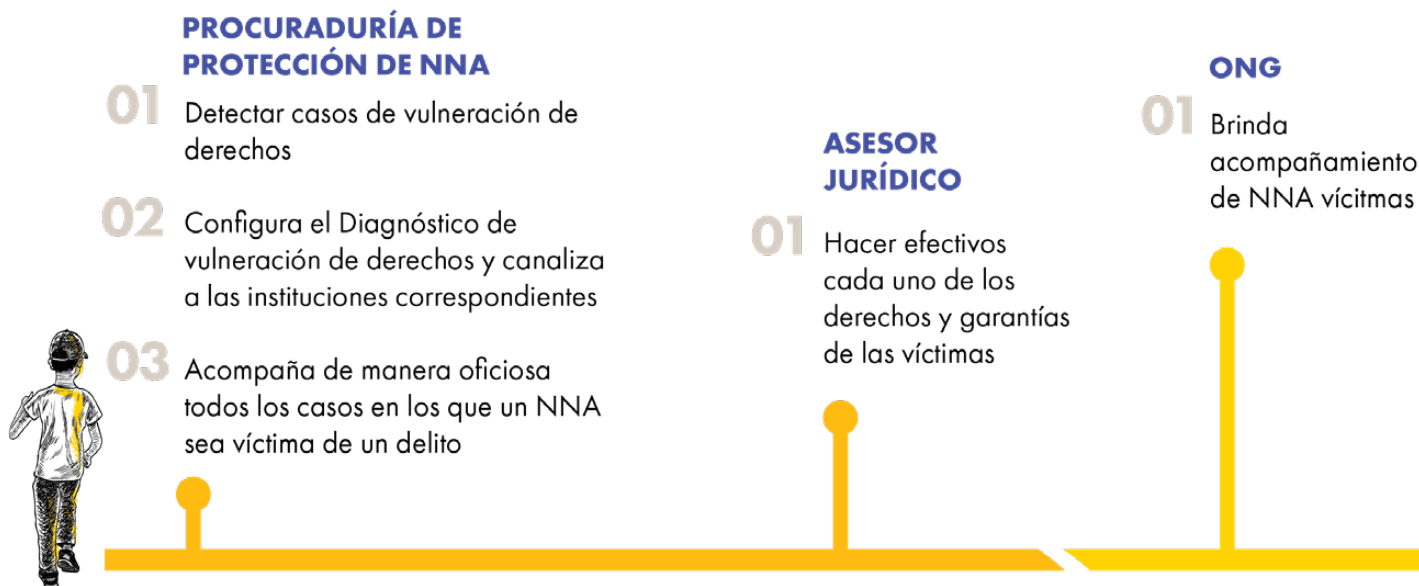 PROCURADURÍA DE
PROTECCIÓN DE NNA
01 Detectar casos de vulneración de
derechos
02 Configura el Diagnóstico de
vulneración de derechos y canaliza
a las instituciones correspondientes
03 Acompaña de manera oficiosa
todos los casos en los que un NNA
sea víctima de un delito
ASESOR
JURÍDICO
01 Hacer efectivos
cada uno de los
derechos y garantías
de las víctimas
ONG
01 Brinda
acompañamiento
de NNA vícitmas